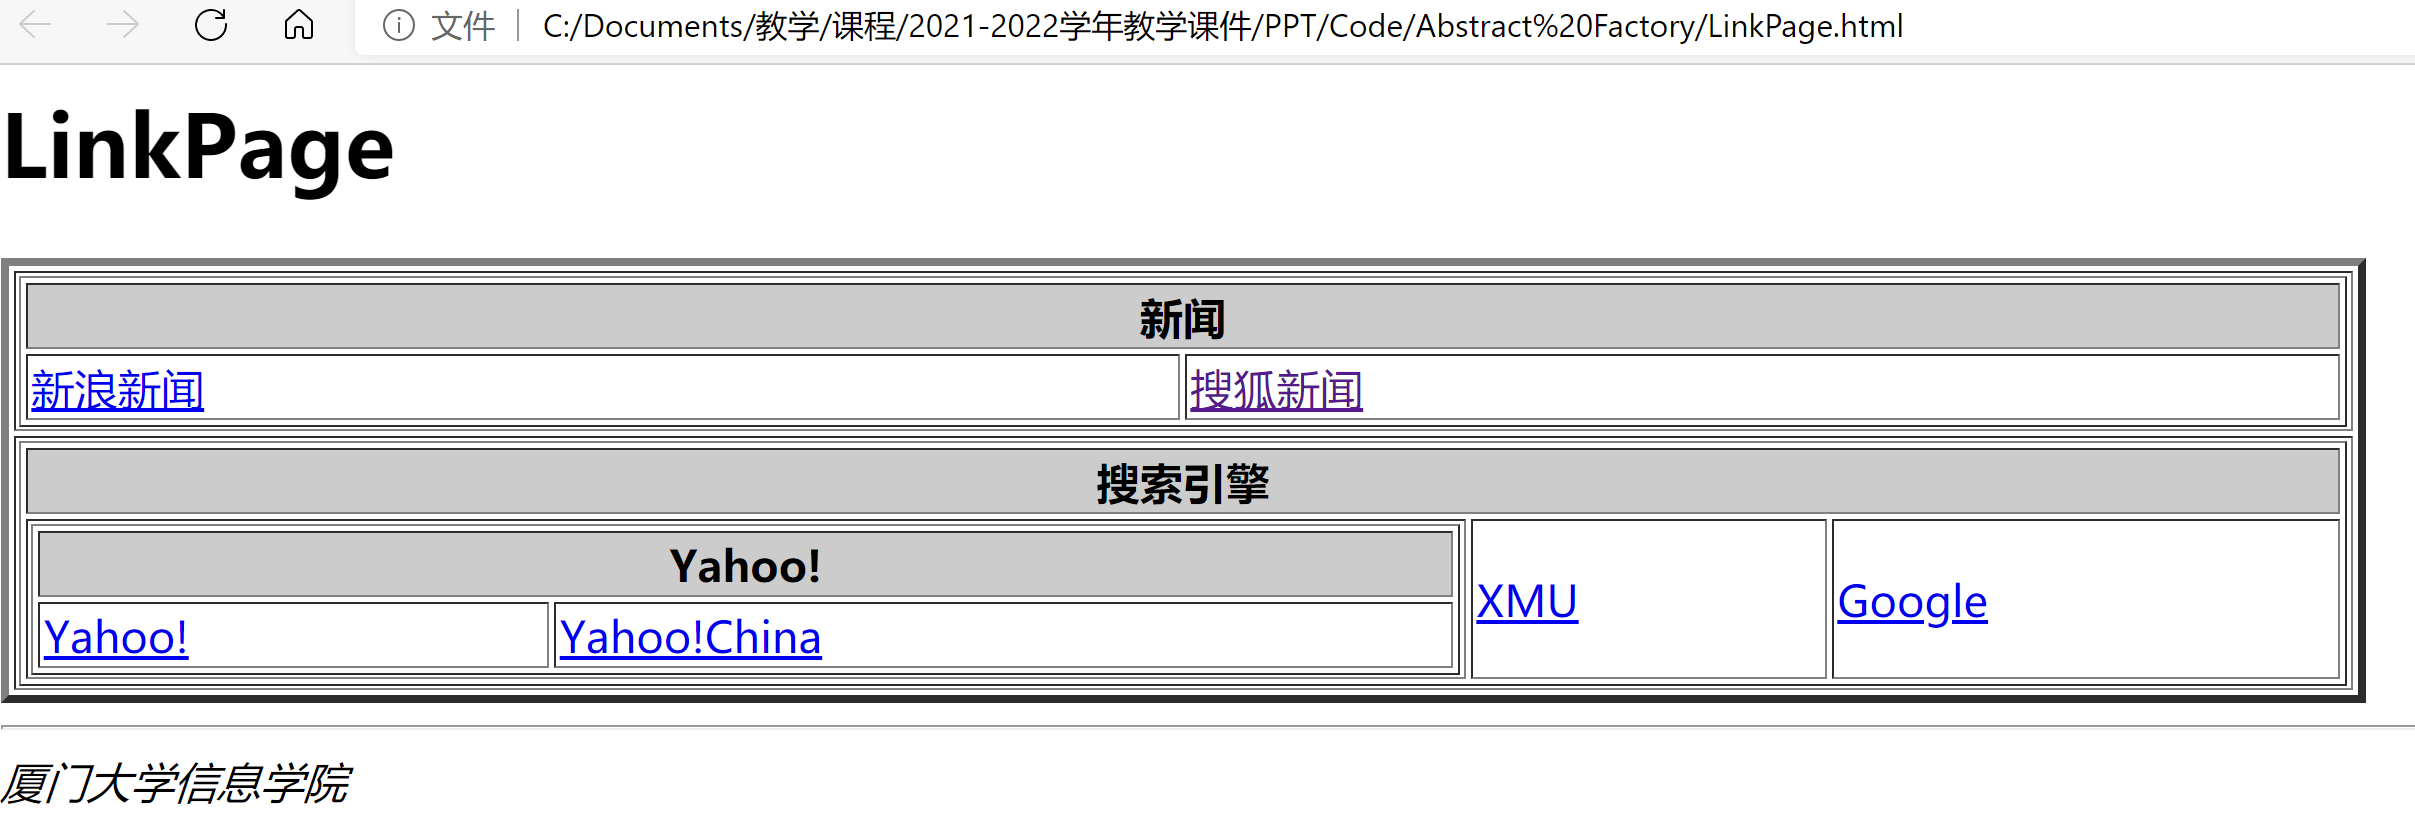 文件 C:/Documents/教学/课程/2021-2022学年教学课件/PPT/Code/Abstract%20Factory/LinkPage.html
LinkPage
新闻
新浪新闻 搜狐新闻
搜索引擎
Yahoo!
XMU Google
Yahoo! Yahoo!China
厦门大学信息学院